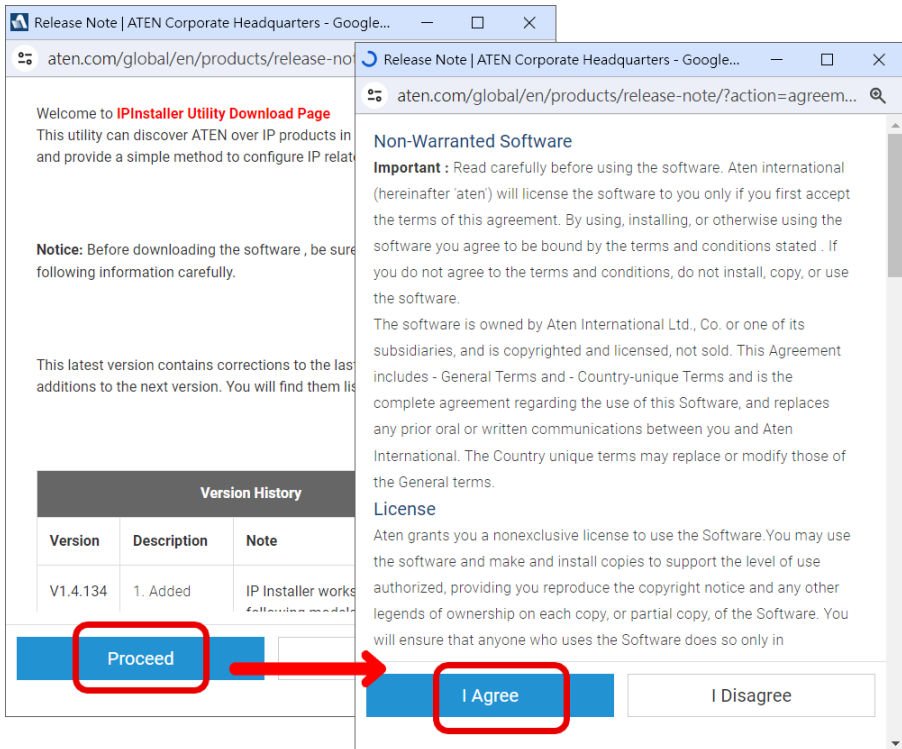 Release Note | ATEN Corporate Headquarters - Google...
aten.com/global/en/products/release-not
Welcome to IPInstaller Utility Download Page
This utility can discover ATEN over IP products in
and provide a simple method to configure IP relat
Notice: Before downloading the software , be sure
following information carefully.
This latest version contains corrections to the las
additions to the next version. You will find them lis
Version History
Version Description Note
V1.4.134 1. Added IP Installer works
following models
Proceed
Release Note | ATEN Corporate Headquarters - Google...
aten.com/global/en/products/release-note/?action=agreem...
Non-Warranted Software
Important : Read carefully before using the software. Aten international
(hereinafter 'aten') will license the software to you only if you first accept
the terms of this agreement. By using, installing, or otherwise using the
software you agree to be bound by the terms and conditions stated . If
you do not agree to the terms and conditions, do not install, copy, or use
the software.
The software is owned by Aten International Ltd., Co. or one of its
subsidiaries, and is copyrighted and licensed, not sold. This Agreement
includes - General Terms and - Country-unique Terms and is the
complete agreement regarding the use of this Software, and replaces
any prior oral or written communications between you and Aten
International. The Country unique terms may replace or modify those of
the General terms.
License
Aten grants you a nonexclusive license to use the Software.You may use
the software and make and install copies to support the level of use
authorized, providing you reproduce the copyright notice and any other
legends of ownership on each copy, or partial copy, of the Software. You
will ensure that anyone who uses the Software does so only in
I Agree
I Disagree